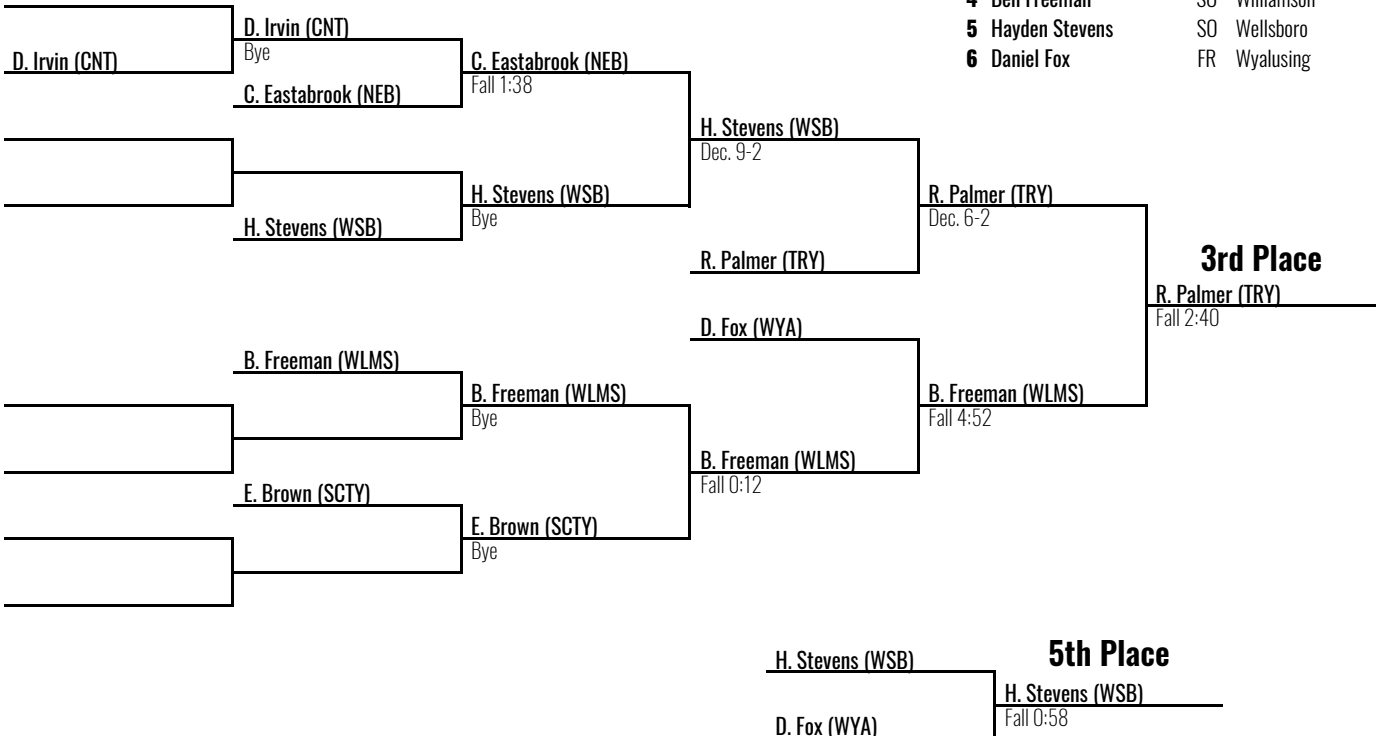 4 Ben Freeman SO Williamson
5 Hayden Stevens SO Wellsboro
6 Daniel Fox FR Wyalusing
D. Irvin (CNT)
D. Irvin (CNT)
Bye
C. Eastabrook (NEB)
C. Eastabrook (NEB)
Fall 1:38
H. Stevens (WSB)
H. Stevens (WSB)
Bye
H. Stevens (WSB)
Dec. 9-2
R. Palmer (TRY)
R. Palmer (TRY)
Dec. 6-2
3rd Place
R. Palmer (TRY)
Fall 2:40
D. Fox (WYA)
B. Freeman (WLMS)
B. Freeman (WLMS)
Bye
B. Freeman (WLMS)
Fall 4:52
B. Freeman (WLMS)
Fall 0:12
E. Brown (SCTY)
E. Brown (SCTY)
Bye
5th Place
H. Stevens (WSB)
H. Stevens (WSB)
Fall 0:58
D. Fox (WYA)